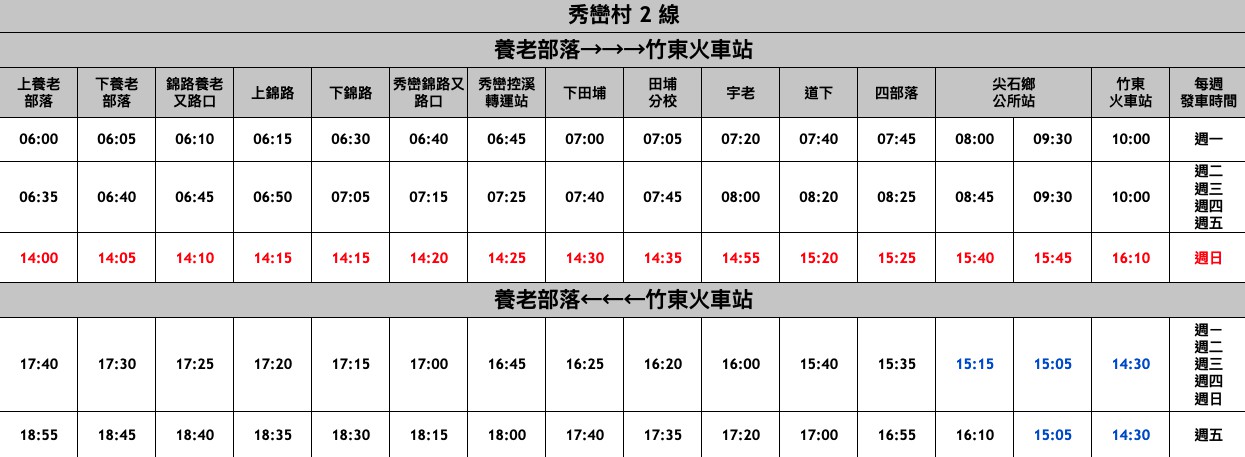 秀巒村 2 線
養老部落→→→竹東火車站
上養老部落 下養老部落 錦路養老又路口 上錦路 下錦路 秀巒錦路又路口 秀巒控溪轉運站 下田埔 田埔分校 宇老 道下 四部落 尖石鄉公所站 竹東火車站 每週發車時間
06:00 06:05 06:10 06:15 06:30 06:40 06:45 07:00 07:05 07:20 07:40 07:45 08:00 09:30 10:00 週一
06:35 06:40 06:45 06:50 07:05 07:15 07:25 07:40 07:45 08:00 08:20 08:25 08:45 09:30 10:00 週二 週三 週四 週五
14:00 14:05 14:10 14:15 14:15 14:20 14:25 14:30 14:35 14:55 15:20 15:25 15:40 15:45 16:10 週日
養老部落←←←竹東火車站
17:40 17:30 17:25 17:20 17:15 17:00 16:45 16:25 16:20 16:00 15:40 15:35 15:15 15:05 14:30 週一 週二 週三 週四 週日
18:55 18:45 18:40 18:35 18:30 18:15 18:00 17:40 17:35 17:20 17:00 16:55 16:10 15:05 14:30 週五